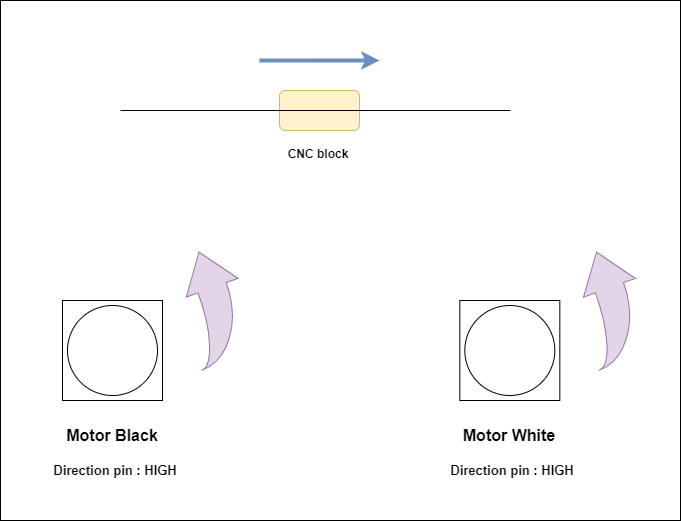 CNC block
Motor Black
Motor White
Direction pin : HIGH
Direction pin : HIGH